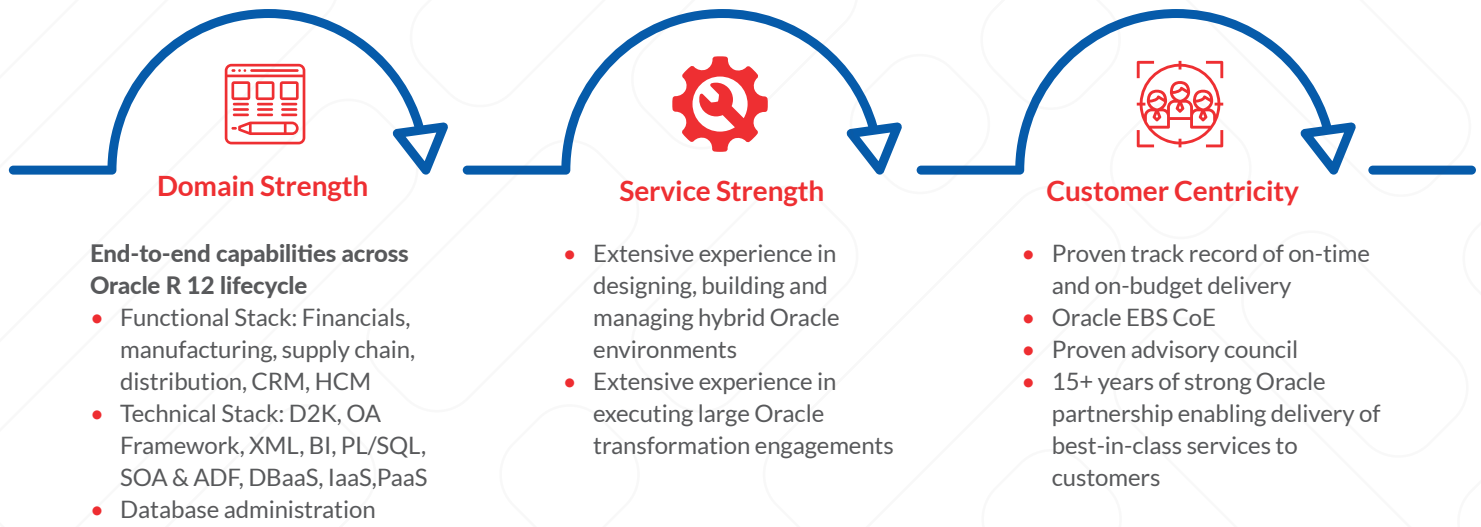 Domain Strength
End-to-end capabilities across
Oracle R 12 lifecycle
• Functional Stack: Financials,
manufacturing, supply chain,
distribution, CRM, HCM
• Technical Stack: D2K, OA
Framework, XML, BI, PL/SQL,
SOA & ADF, DBaaS, IaaS,PaaS
• Database administration
Service Strength
• Extensive experience in
designing, building and
managing hybrid Oracle
environments
• Extensive experience in
executing large Oracle
transformation engagements
Customer Centricity
• Proven track record of on-time
and on-budget delivery
• Oracle EBS CoE
• Proven advisory council
• 15+ years of strong Oracle
partnership enabling delivery of
best-in-class services to
customers